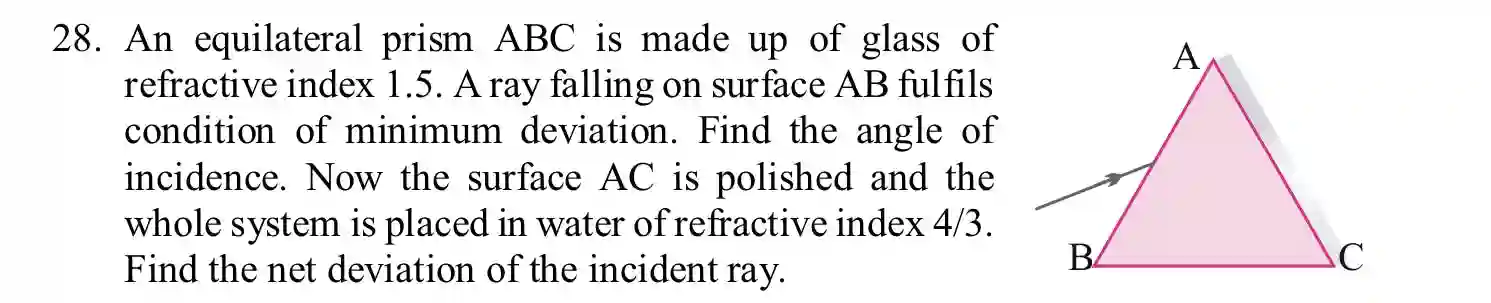 28. An equilateral prism ABC is made up of glass of
refractive index 1.5. A ray falling on surface AB fulfils
condition of minimum deviation. Find the angle of
incidence. Now the surface AC is polished and the
whole system is placed in water of refractive index 4/3.
Find the net deviation of the incident ray.
A
B
C